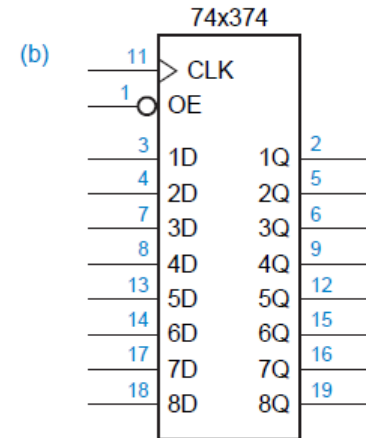 74x374
(b)
11 CLK
1 OE
3 1D 1Q 2
4 2D 2Q 5
7 3D 3Q 6
8 4D 4Q 9
13 5D 5Q 12
14 6D 6Q 15
17 7D 7Q 16
18 8D 8Q 19